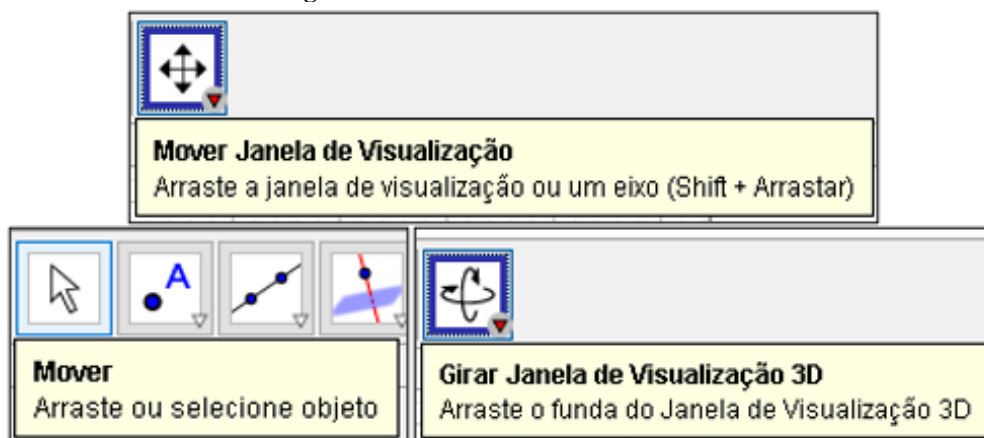 Mover Janela de Visualização
Arraste a janela de visualização ou um eixo (Shift + Arrastar)
A
Mover
Arraste ou selecione objeto
Girar Janela de Visualização 3D
Arraste o funda do Janela de Visualização 3D